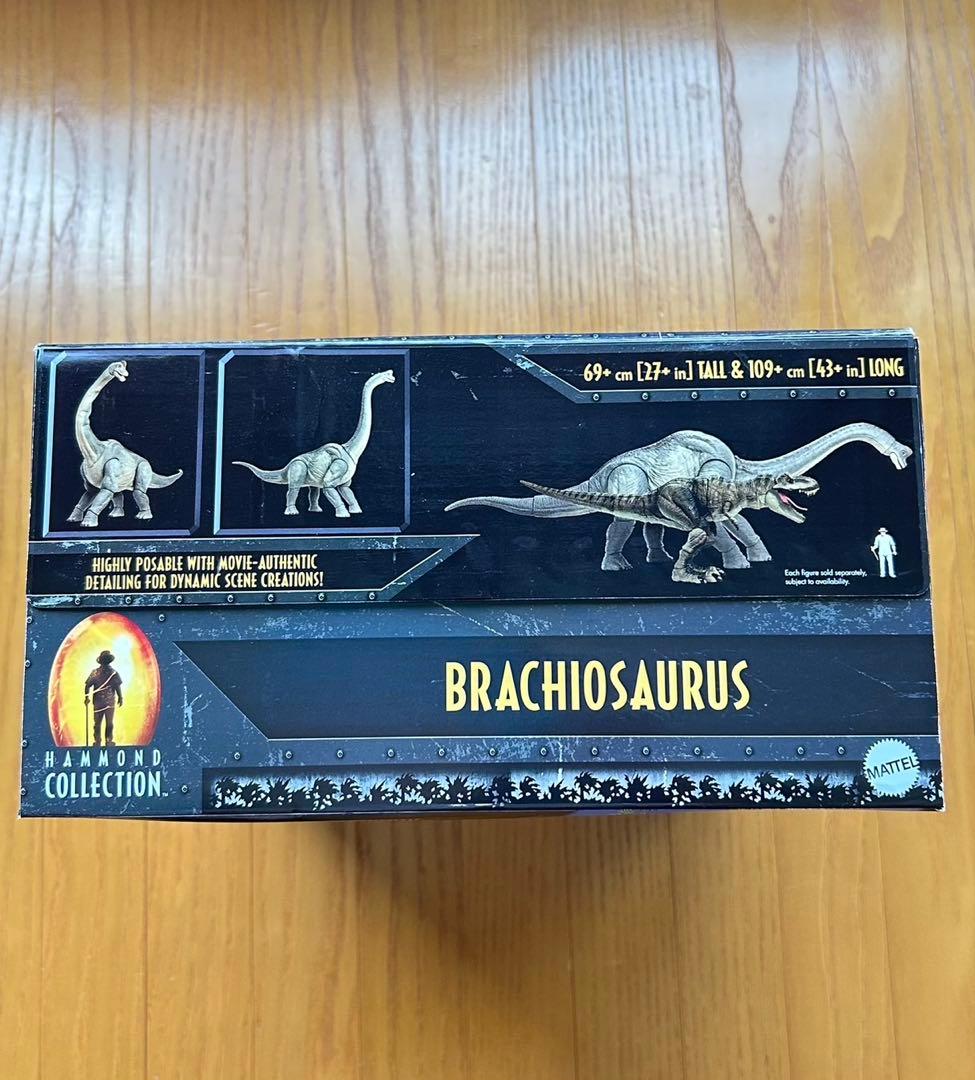 69+ cm [27+ in] TALL & 109+ cm [43+ in] LONG
HIGHLY POSABLE WITH MOVIE-AUTHENTIC
DETAILING FOR DYNAMIC SCENE CREATIONS!
Each figure sold separately,
subject to availability.
BRACHIOSAURUS
HAMMOND
COLLECTION™
MATTEL